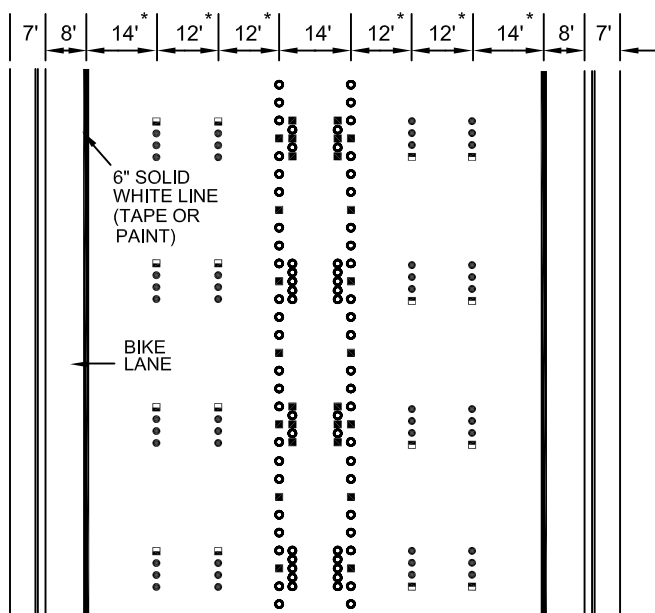 7' 8' 14'* 12'* 12'* 14' 12'* 12'* 14'* 8' 7'
6" SOLID
WHITE LINE
(TAPE OR
PAINT)
BIKE
LANE